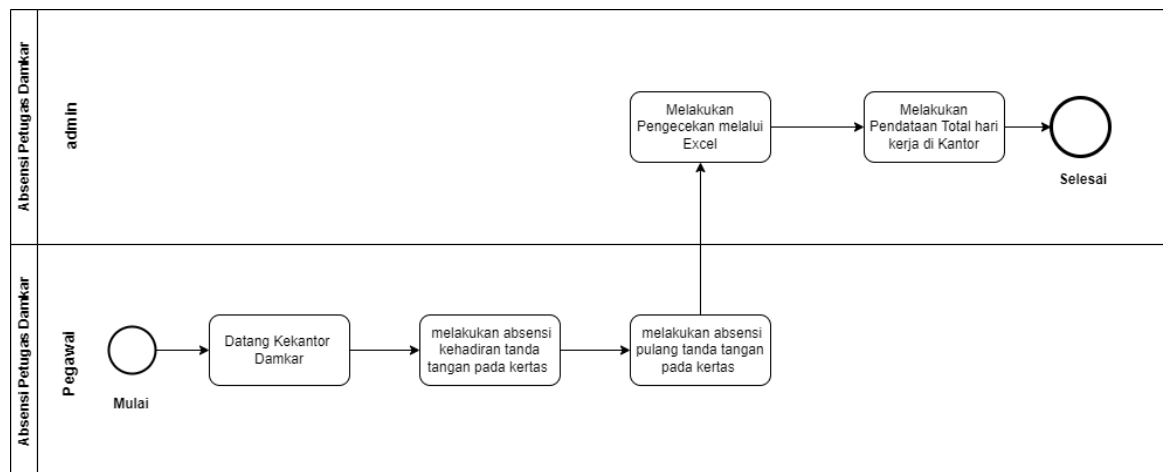 Absensi Petugas Damkar
admin
Melakukan
Pengecekan melalui
Excel
Melakukan
Pendataan Total hari
kerja di Kantor
Selesai
Absensi Petugas Damkar
Pegawai
Mulai
Datang Kekantor
Damkar
melakukan absensi
kehadiran tanda
tangan pada kertas
melakukan absensi
pulang tanda tangan
pada kertas